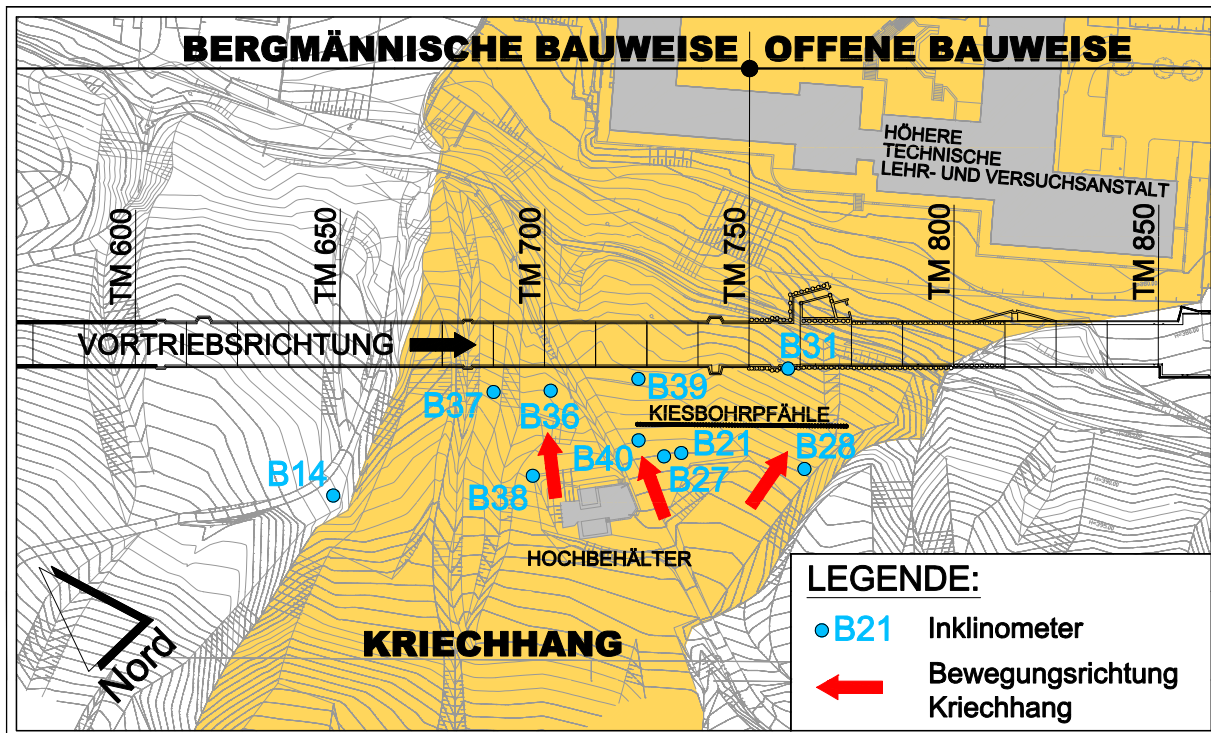 BERGMÄNNISCHE BAUWEISE
OFFENE BAUWEISE
HÖHERE
TECHNISCHE
LEHR- UND VERSUCHSANSTALT
TM 600
TM 650
TM 700
TM 750
TM 800
TM 850
VORTRIEBSRICHTUNG
B31
B37
B36
B39
KIESBOHRPFÄHLE
B14
B38
B40
B21
B27
B28
HOCHBEHÄLTER
KRIECHHANG
Nord
LEGENDE:
B21 Inklinometer
Bewegungsrichtung
Kriechhang